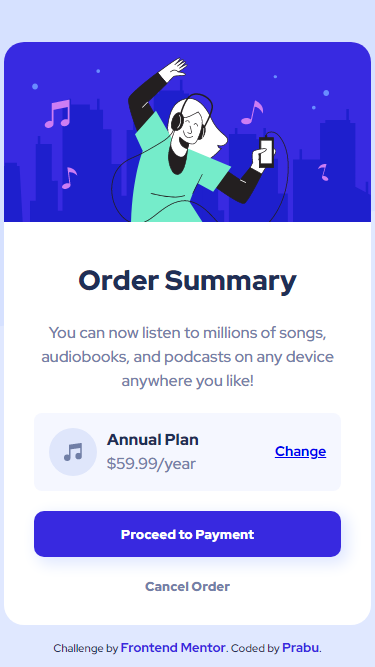 Order Summary
You can now listen to millions of songs,
audiobooks, and podcasts on any device
anywhere you like!
Annual Plan
$59.99/year
Change
Proceed to Payment
Cancel Order
Challenge by Frontend Mentor. Coded by Prabu.